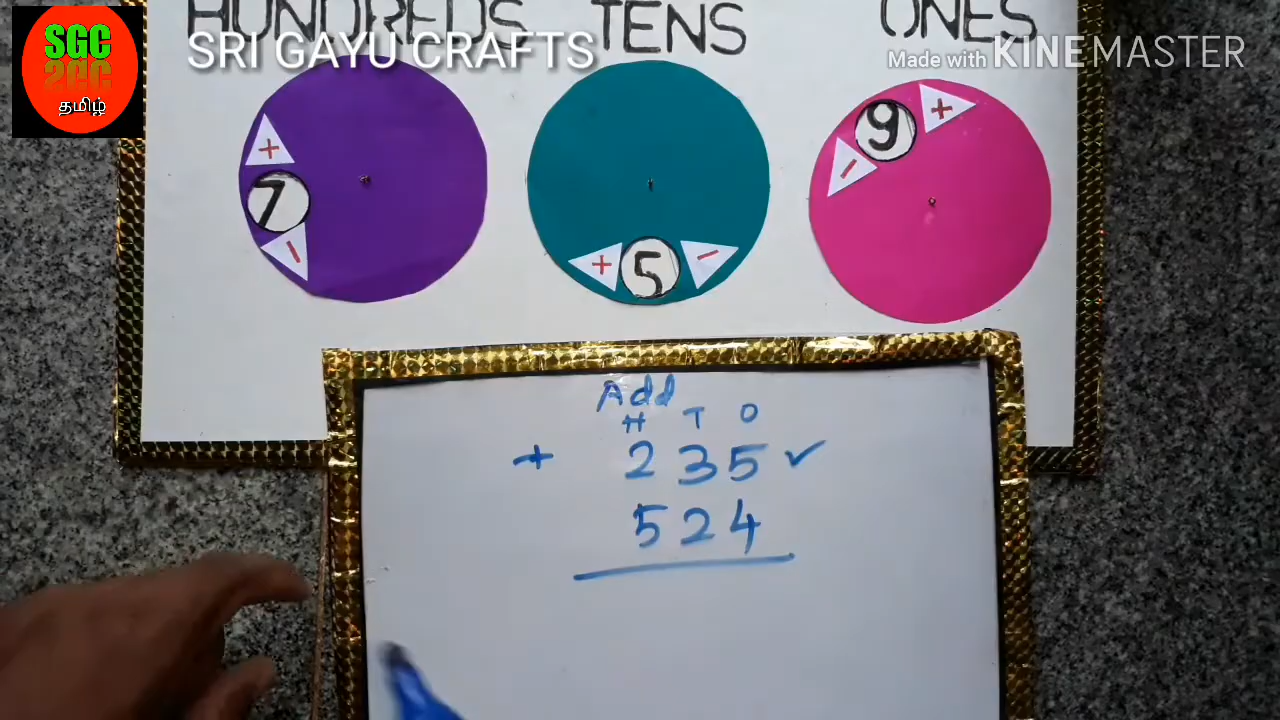 HUNDREDS TENS ONES
SGC
தமிழ்
SRI GAYU CRAFTS
Made with KINEMASTER
+ 7 −
+ 5 −
− 9 +
Add
H T O
+ 235 ✓
524